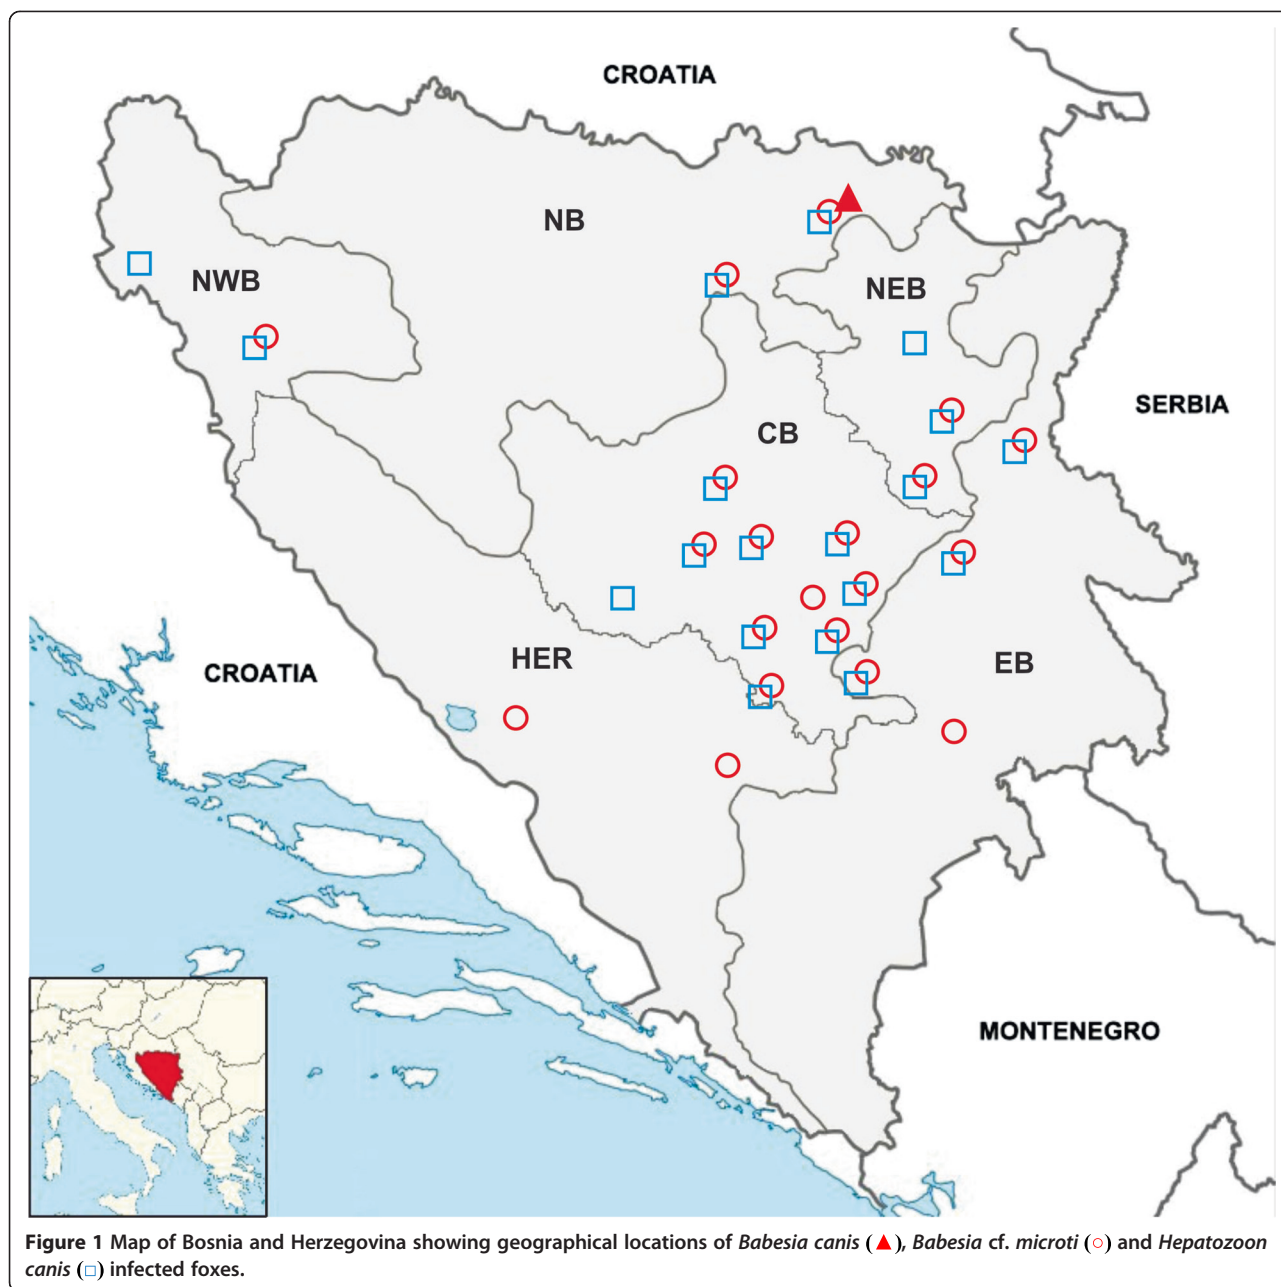 CROATIA
NB
NWB
NEB
SERBIA
CB
HER
EB
CROATIA
MONTENEGRO
Figure 1 Map of Bosnia and Herzegovina showing geographical locations of Babesia canis (▲), Babesia cf. microti (○) and Hepatozoon
canis (□) infected foxes.